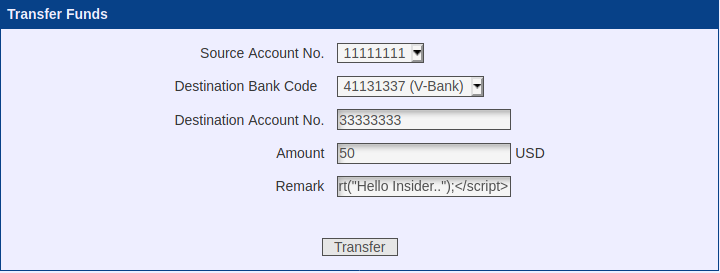 Transfer Funds
Source Account No. 11111111
Destination Bank Code 41131337 (V-Bank)
Destination Account No. 33333333
Amount 50 USD
Remark rt("Hello Insider..");</script>
Transfer